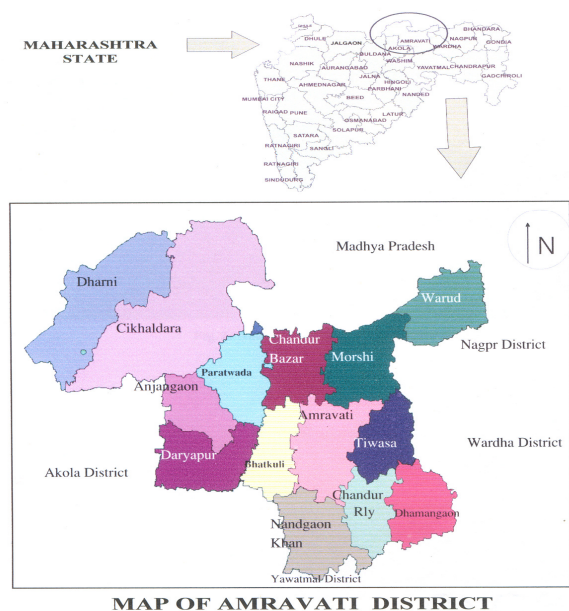 MAHARASHTRA
STATE
DHULE
JALGAON
AMRAVATI
BHANDARA
NAGPUR
GONDIA
AKOLA
WARDHA
BULDANA
NASHIK
WASHIM
AURANGABAD
YAVATMAL
CHANDRAPUR
JALNA
HINGOLI
GADCHIROLI
THANE
AHMEDNAGAR
PARBHANI
NANDED
MUMBAI CITY
BEED
RAIGAD
PUNE
LATUR
OSMANABAD
SATARA
SOLAPUR
RATNAGIRI
SANGLI
RATNAGIRI
SINDUDURG
N
Madhya Pradesh
Dharni
Warud
Cikhaldara
Chandur
Bazar
Morshi
Nagpr District
Paratwada
Anjangaon
Amravati
Tiwasa
Wardha District
Daryapur
Akola District
Bhatkuli
Chandur
Rly
Dhamangaon
Nandgaon
Khan
Yawatmal District
MAP OF AMRAVATI DISTRICT